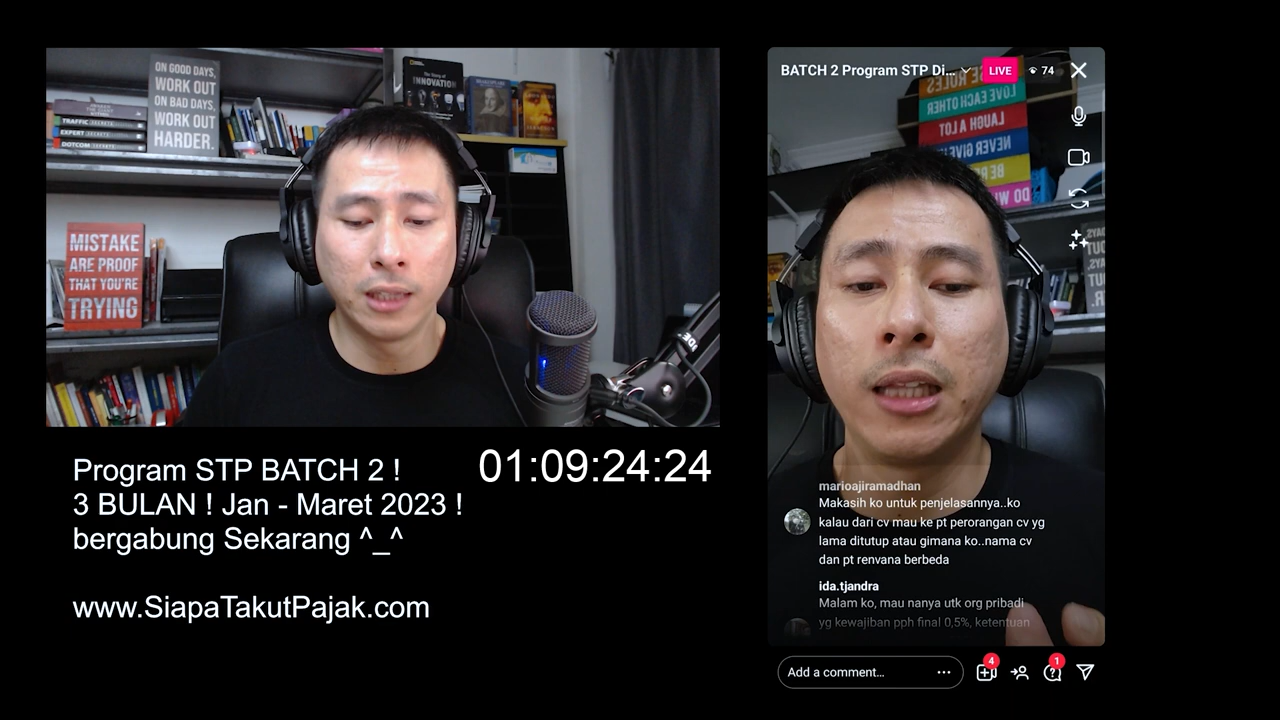 ON GOOD DAYS,
WORK OUT
ON BAD DAYS,
WORK OUT
HARDER.
TRAFFIC SECRETS
EXPERT SECRETS
DOTCOM SECRETS
INNOVATION
MISTAKE
ARE PROOF
THAT YOU'RE
TRYING
Program STP BATCH 2 !
3 BULAN ! Jan - Maret 2023 !
bergabung Sekarang ^_^
www.SiapaTakutPajak.com
01:09:24:24
BATCH 2 Program STP Di...
LIVE
74
LOVE EACH OTHER
LAUGH A LOT
marioajiramadhan
Makasih ko untuk penjelasannya..ko
kalau dari cv mau ke pt perorangan cv yg
lama ditutup atau gimana ko..nama cv
dan pt renvana berbeda
ida.tjandra
Malam ko, mau nanya utk org pribadi
yg kewajiban pph final 0,5%, ketentuan
Add a comment...
4
1